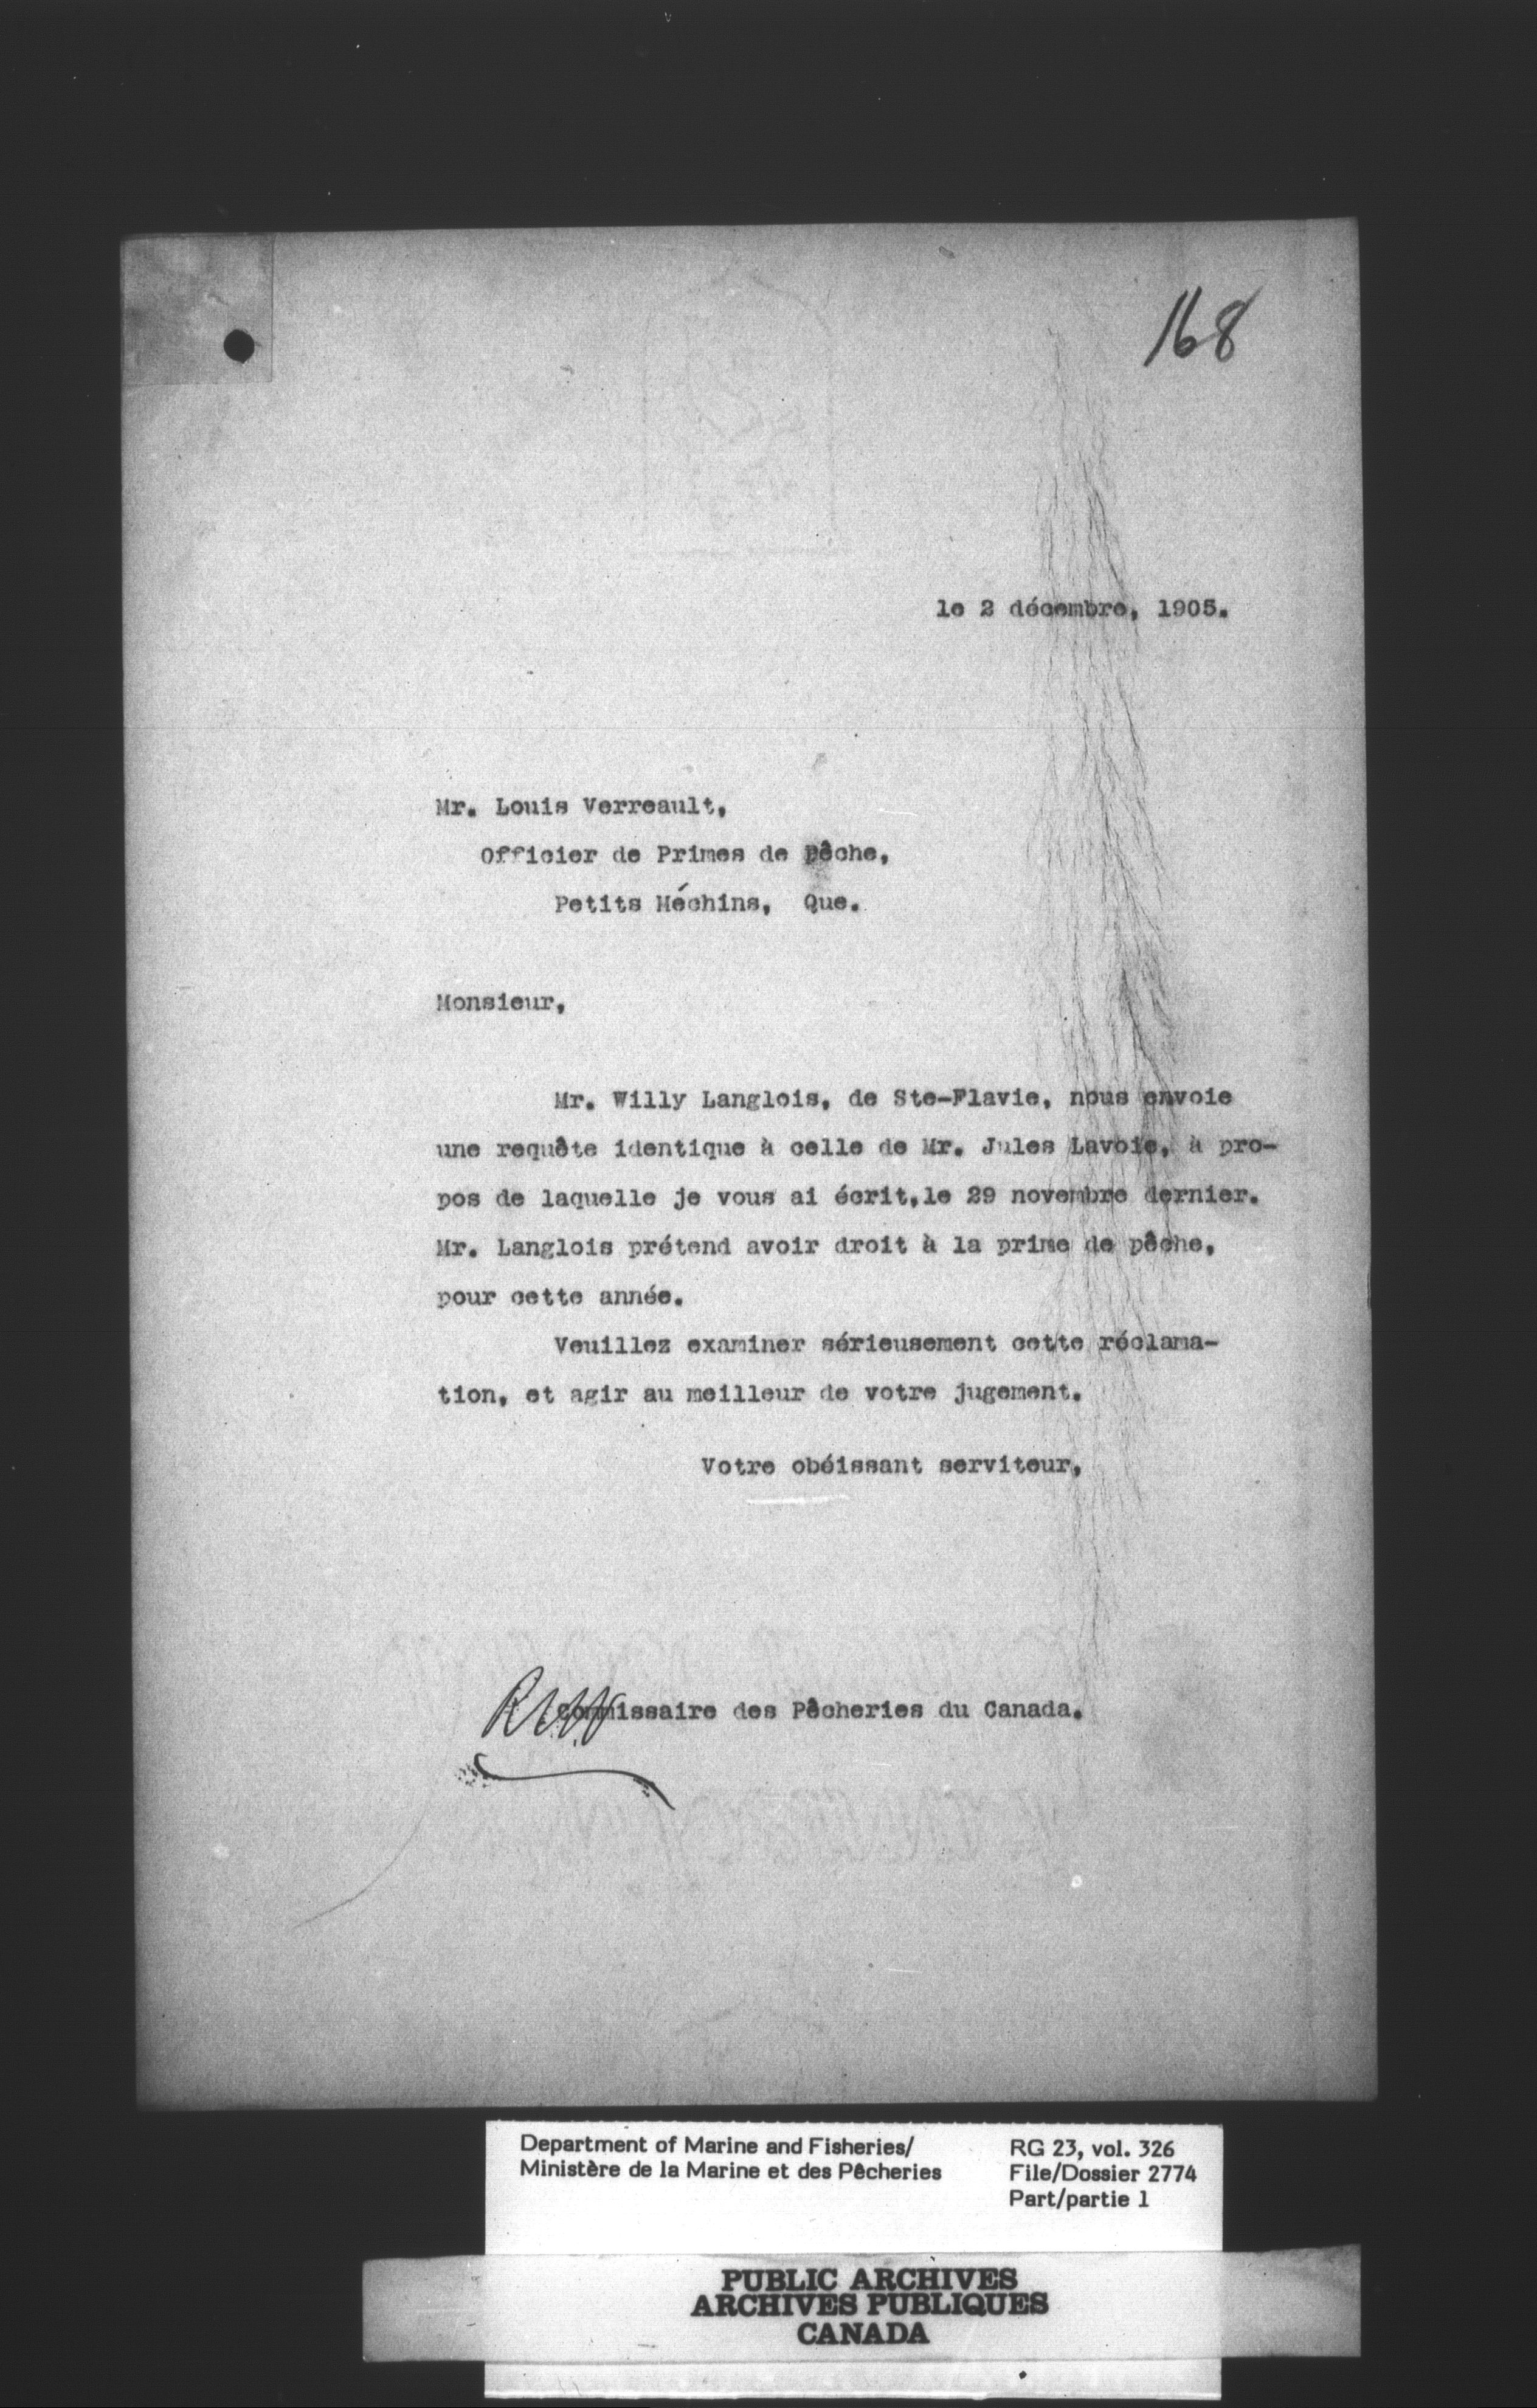 168
le 2 décembre, 1905.
Mr. Louis Verreault,
Officier de Primes de Pêche,
Petits Méchins, Que.
Monsieur,
Mr. Willy Langlois, de Ste-Flavie, nous envoie
une requête identique à celle de Mr. Jules Lavoie, à pro-
pos de laquelle je vous ai écrit, le 29 novembre dernier.
Mr. Langlois prétend avoir droit à la prime de pêche,
pour cette année.
Veuillez examiner sérieusement cette réclama-
tion, et agir au meilleur de votre jugement.
Votre obéissant serviteur,
Commissaire des Pêcheries du Canada.
Department of Marine and Fisheries/
Ministère de la Marine et des Pêcheries
RG 23, vol. 326
File/Dossier 2774
Part/partie 1
PUBLIC ARCHIVES
ARCHIVES PUBLIQUES
CANADA